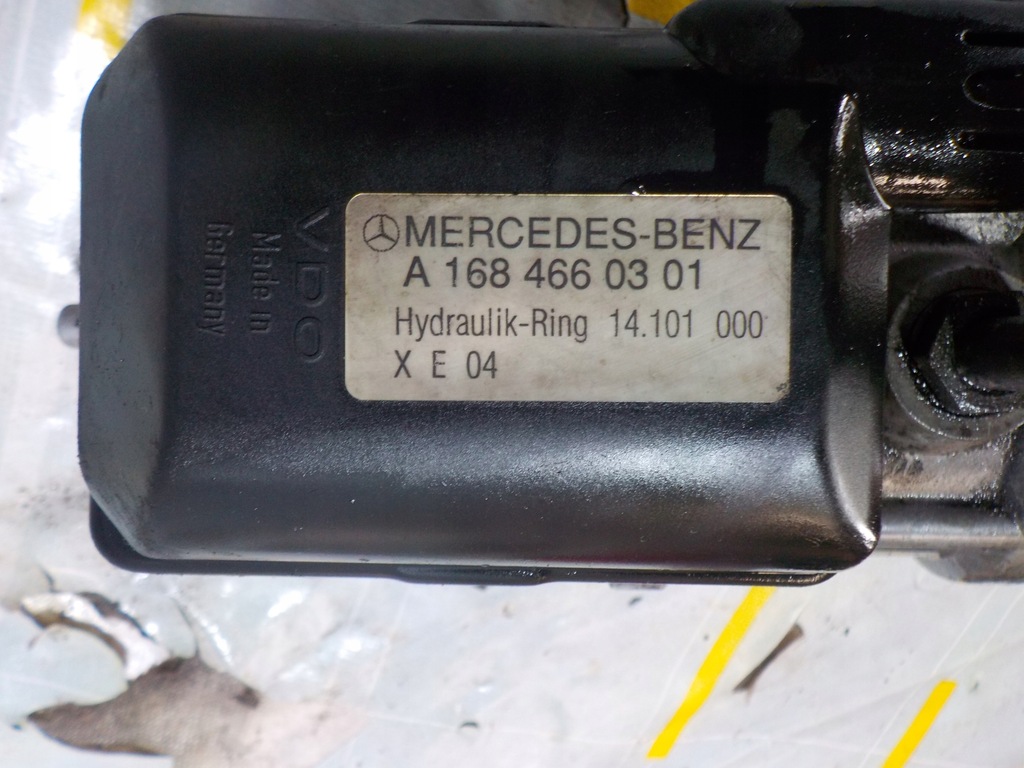 MERCEDES-BENZ
A 168 466 03 01
Hydraulik-Ring 14.101 000
X E 04
VDO
Made in
Germany